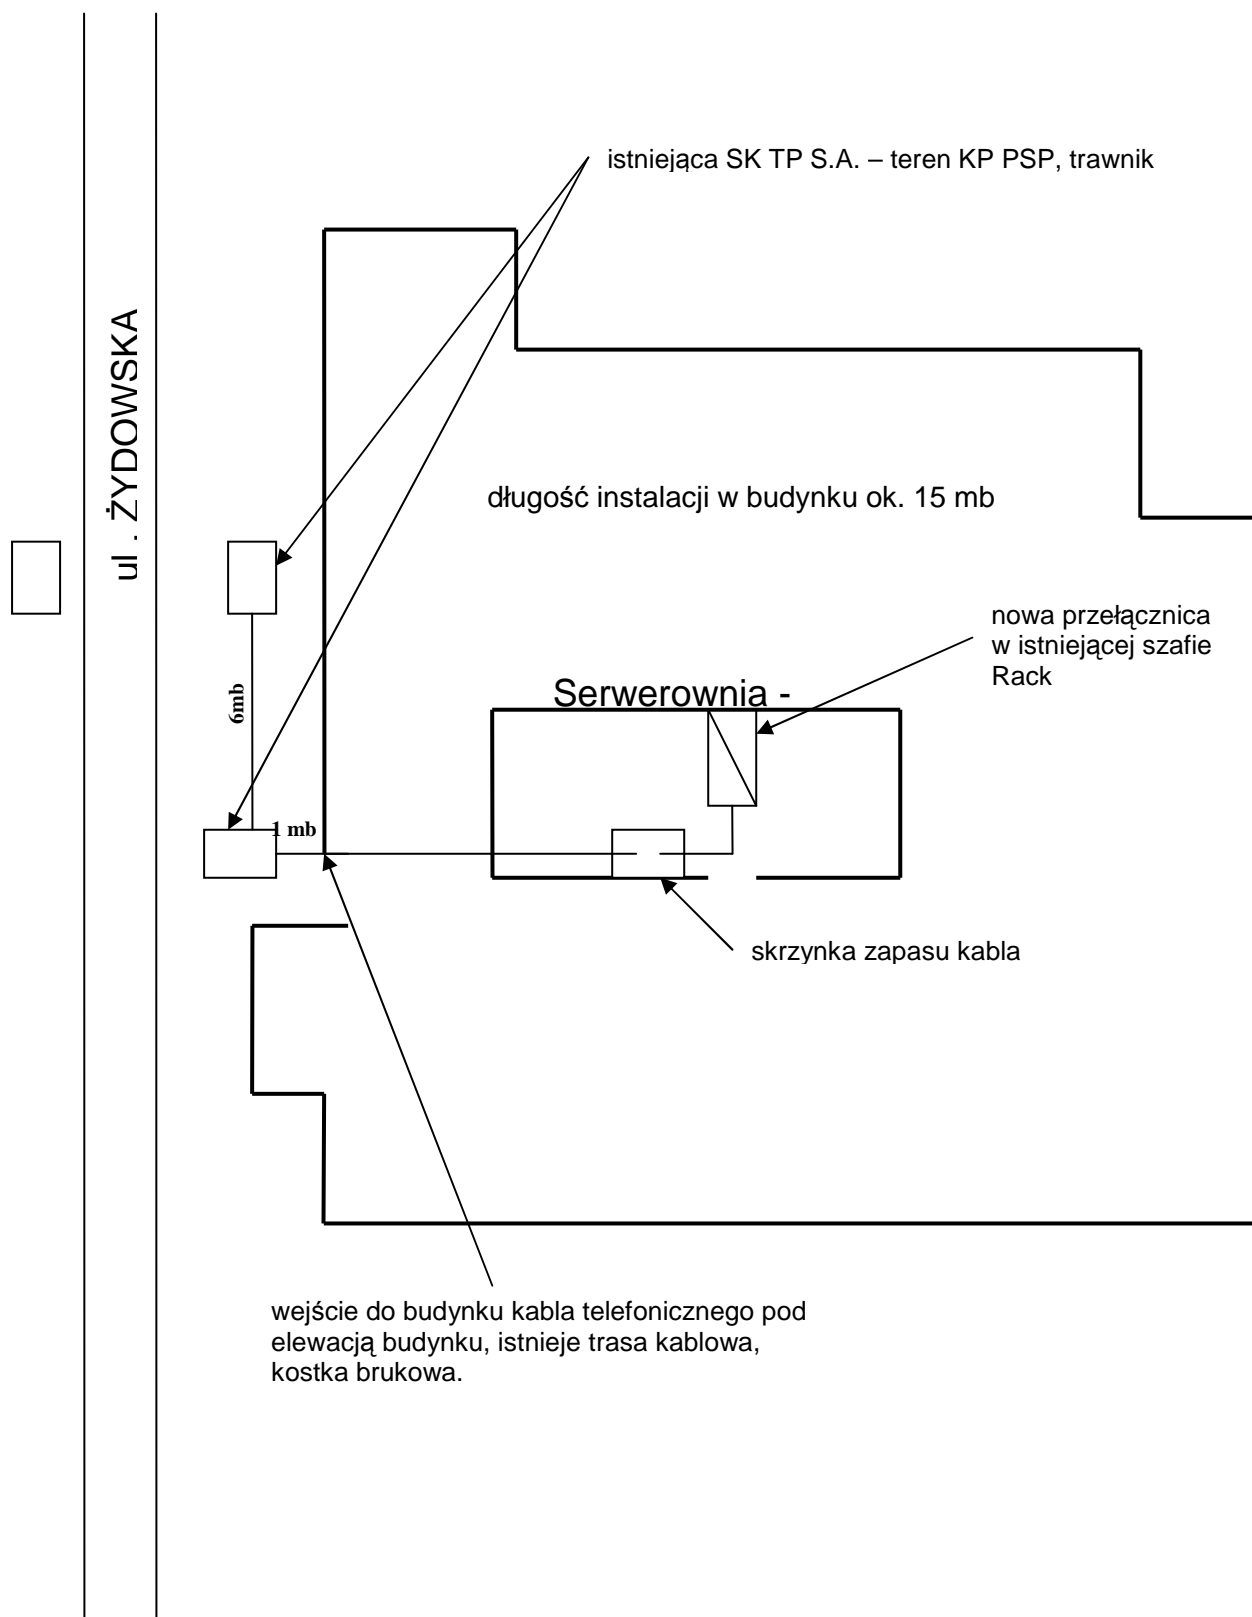 istniejąca SK TP S.A. – teren KP PSP, trawnik
ul . ŻYDOWSKA
długość instalacji w budynku ok. 15 mb
nowa przełącznica
w istniejącej szafie
Rack
Serwerownia -
6mb
1 mb
skrzynka zapasu kabla
wejście do budynku kabla telefonicznego pod
elewacją budynku, istnieje trasa kablowa,
kostka brukowa.